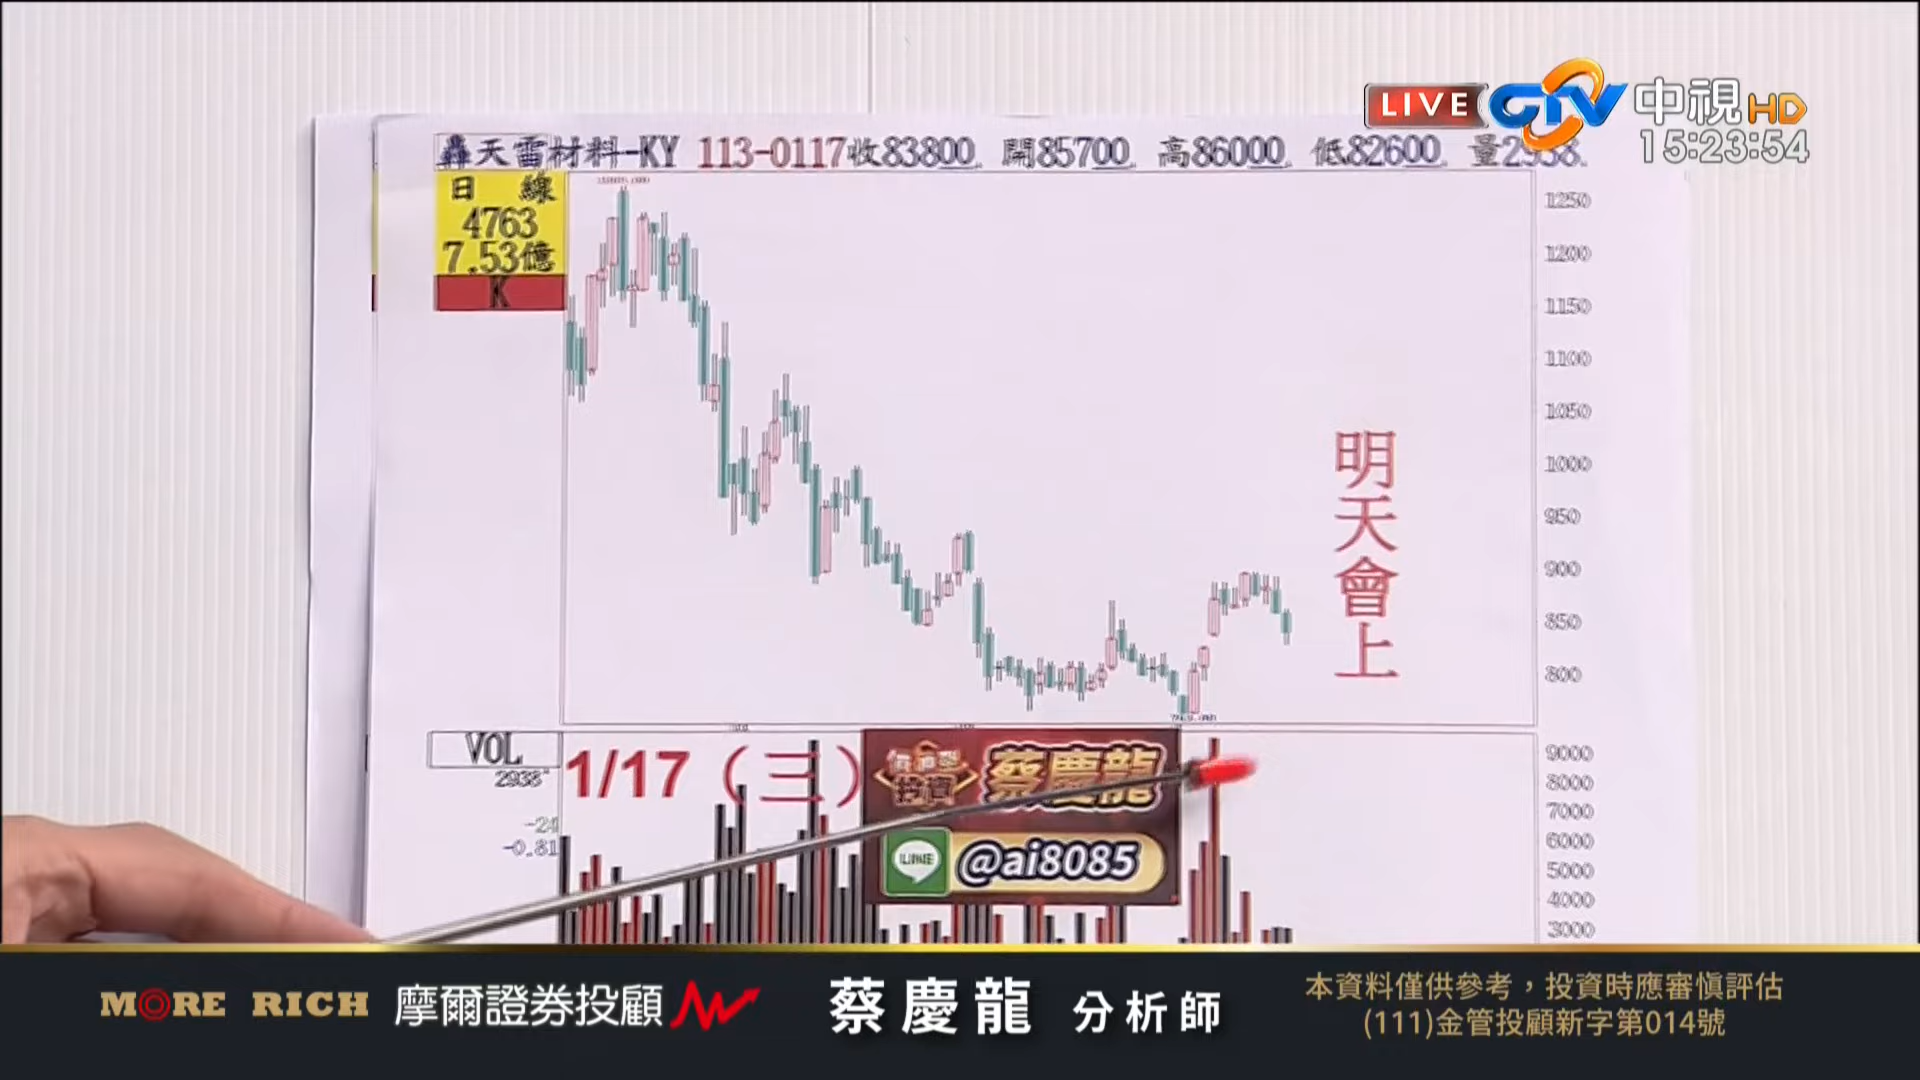 LIVE CTV 中視 HD
15:23:54
轟天雷材料-KY 113-0117收83800. 開85700. 高86000. 低82600. 量2938.
日 線
4763
7.53億
K
1250
1200
1150
1100
1050
1000
950
900
850
800
明天會上
VOL
2938
-24
-0.81
1/17（三）
蔡慶龍
投資
LINE @ai8085
9000
8000
7000
6000
5000
4000
3000
MORE RICH 摩爾證券投顧 蔡慶龍 分析師
本資料僅供參考，投資時應審慎評估
(111)金管投顧新字第014號